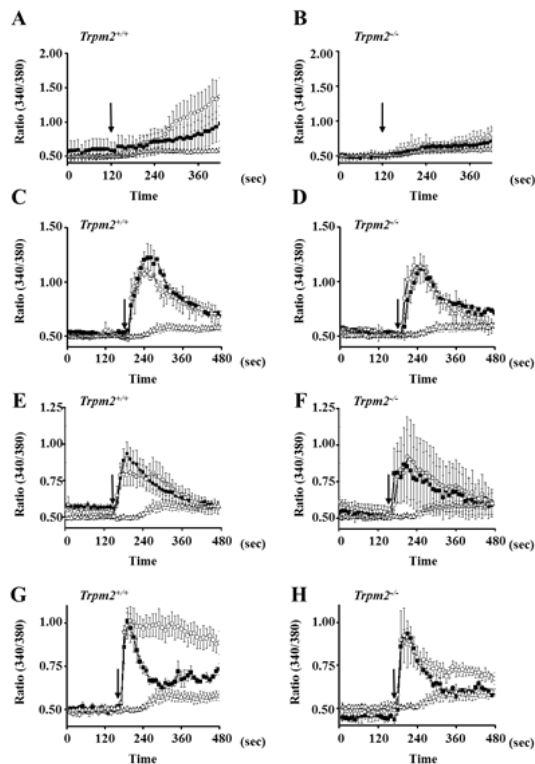 A
Trpm2+/+
Ratio (340/380)
2.00
1.50
1.00
0.50
0 120 240 360
(sec)
Time
B
Trpm2-/-
Ratio (340/380)
2.00
1.50
1.00
0.50
0 120 240 360
(sec)
Time
C
Trpm2+/+
Ratio (340/380)
1.50
1.00
0.50
0 120 240 360 480
(sec)
Time
D
Trpm2-/-
Ratio (340/380)
1.50
1.00
0.50
0 120 240 360 480
(sec)
Time
E
Trpm2+/+
Ratio (340/380)
1.25
1.00
0.75
0.50
0 120 240 360 480
(sec)
Time
F
Trpm2-/-
Ratio (340/380)
1.25
1.00
0.75
0.50
0 120 240 360 480
(sec)
Time
G
Trpm2+/+
Ratio (340/380)
1.00
0.75
0.50
0 120 240 360 480
(sec)
Time
H
Trpm2-/-
Ratio (340/380)
1.00
0.75
0.50
0 120 240 360 480
(sec)
Time